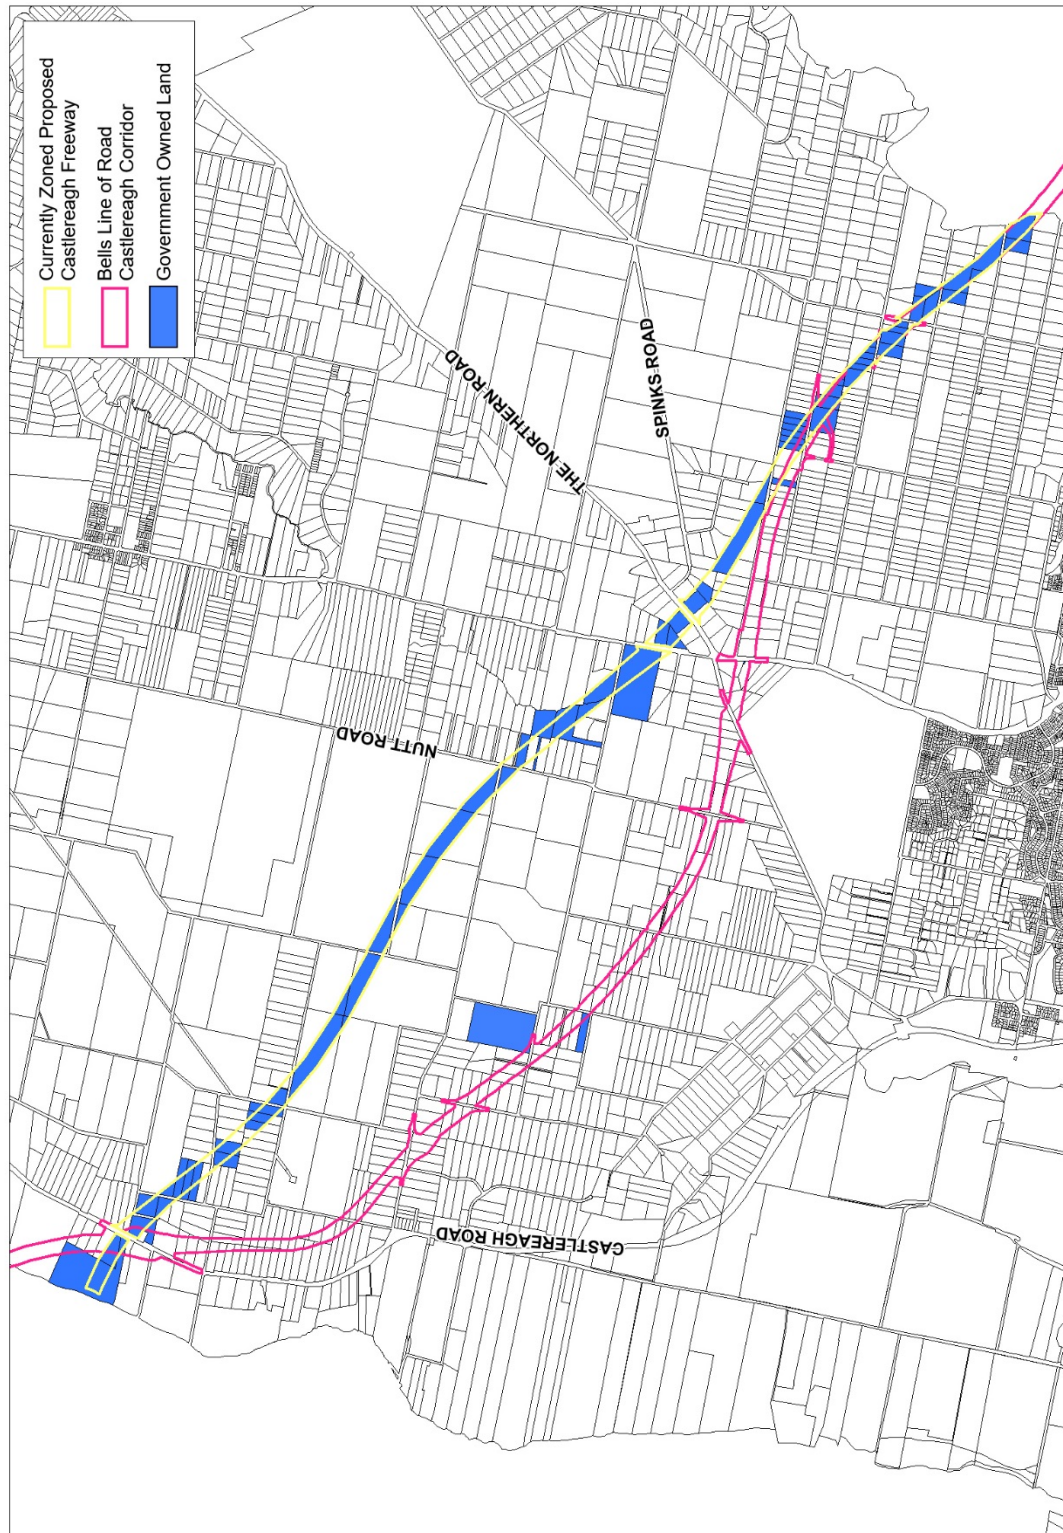 Currently Zoned Proposed
Castlereagh Freeway
Bells Line of Road
Castlereagh Corridor
Government Owned Land
THE NORTHERN ROAD
SPINKS ROAD
NUTT ROAD
CASTLEREAGH ROAD